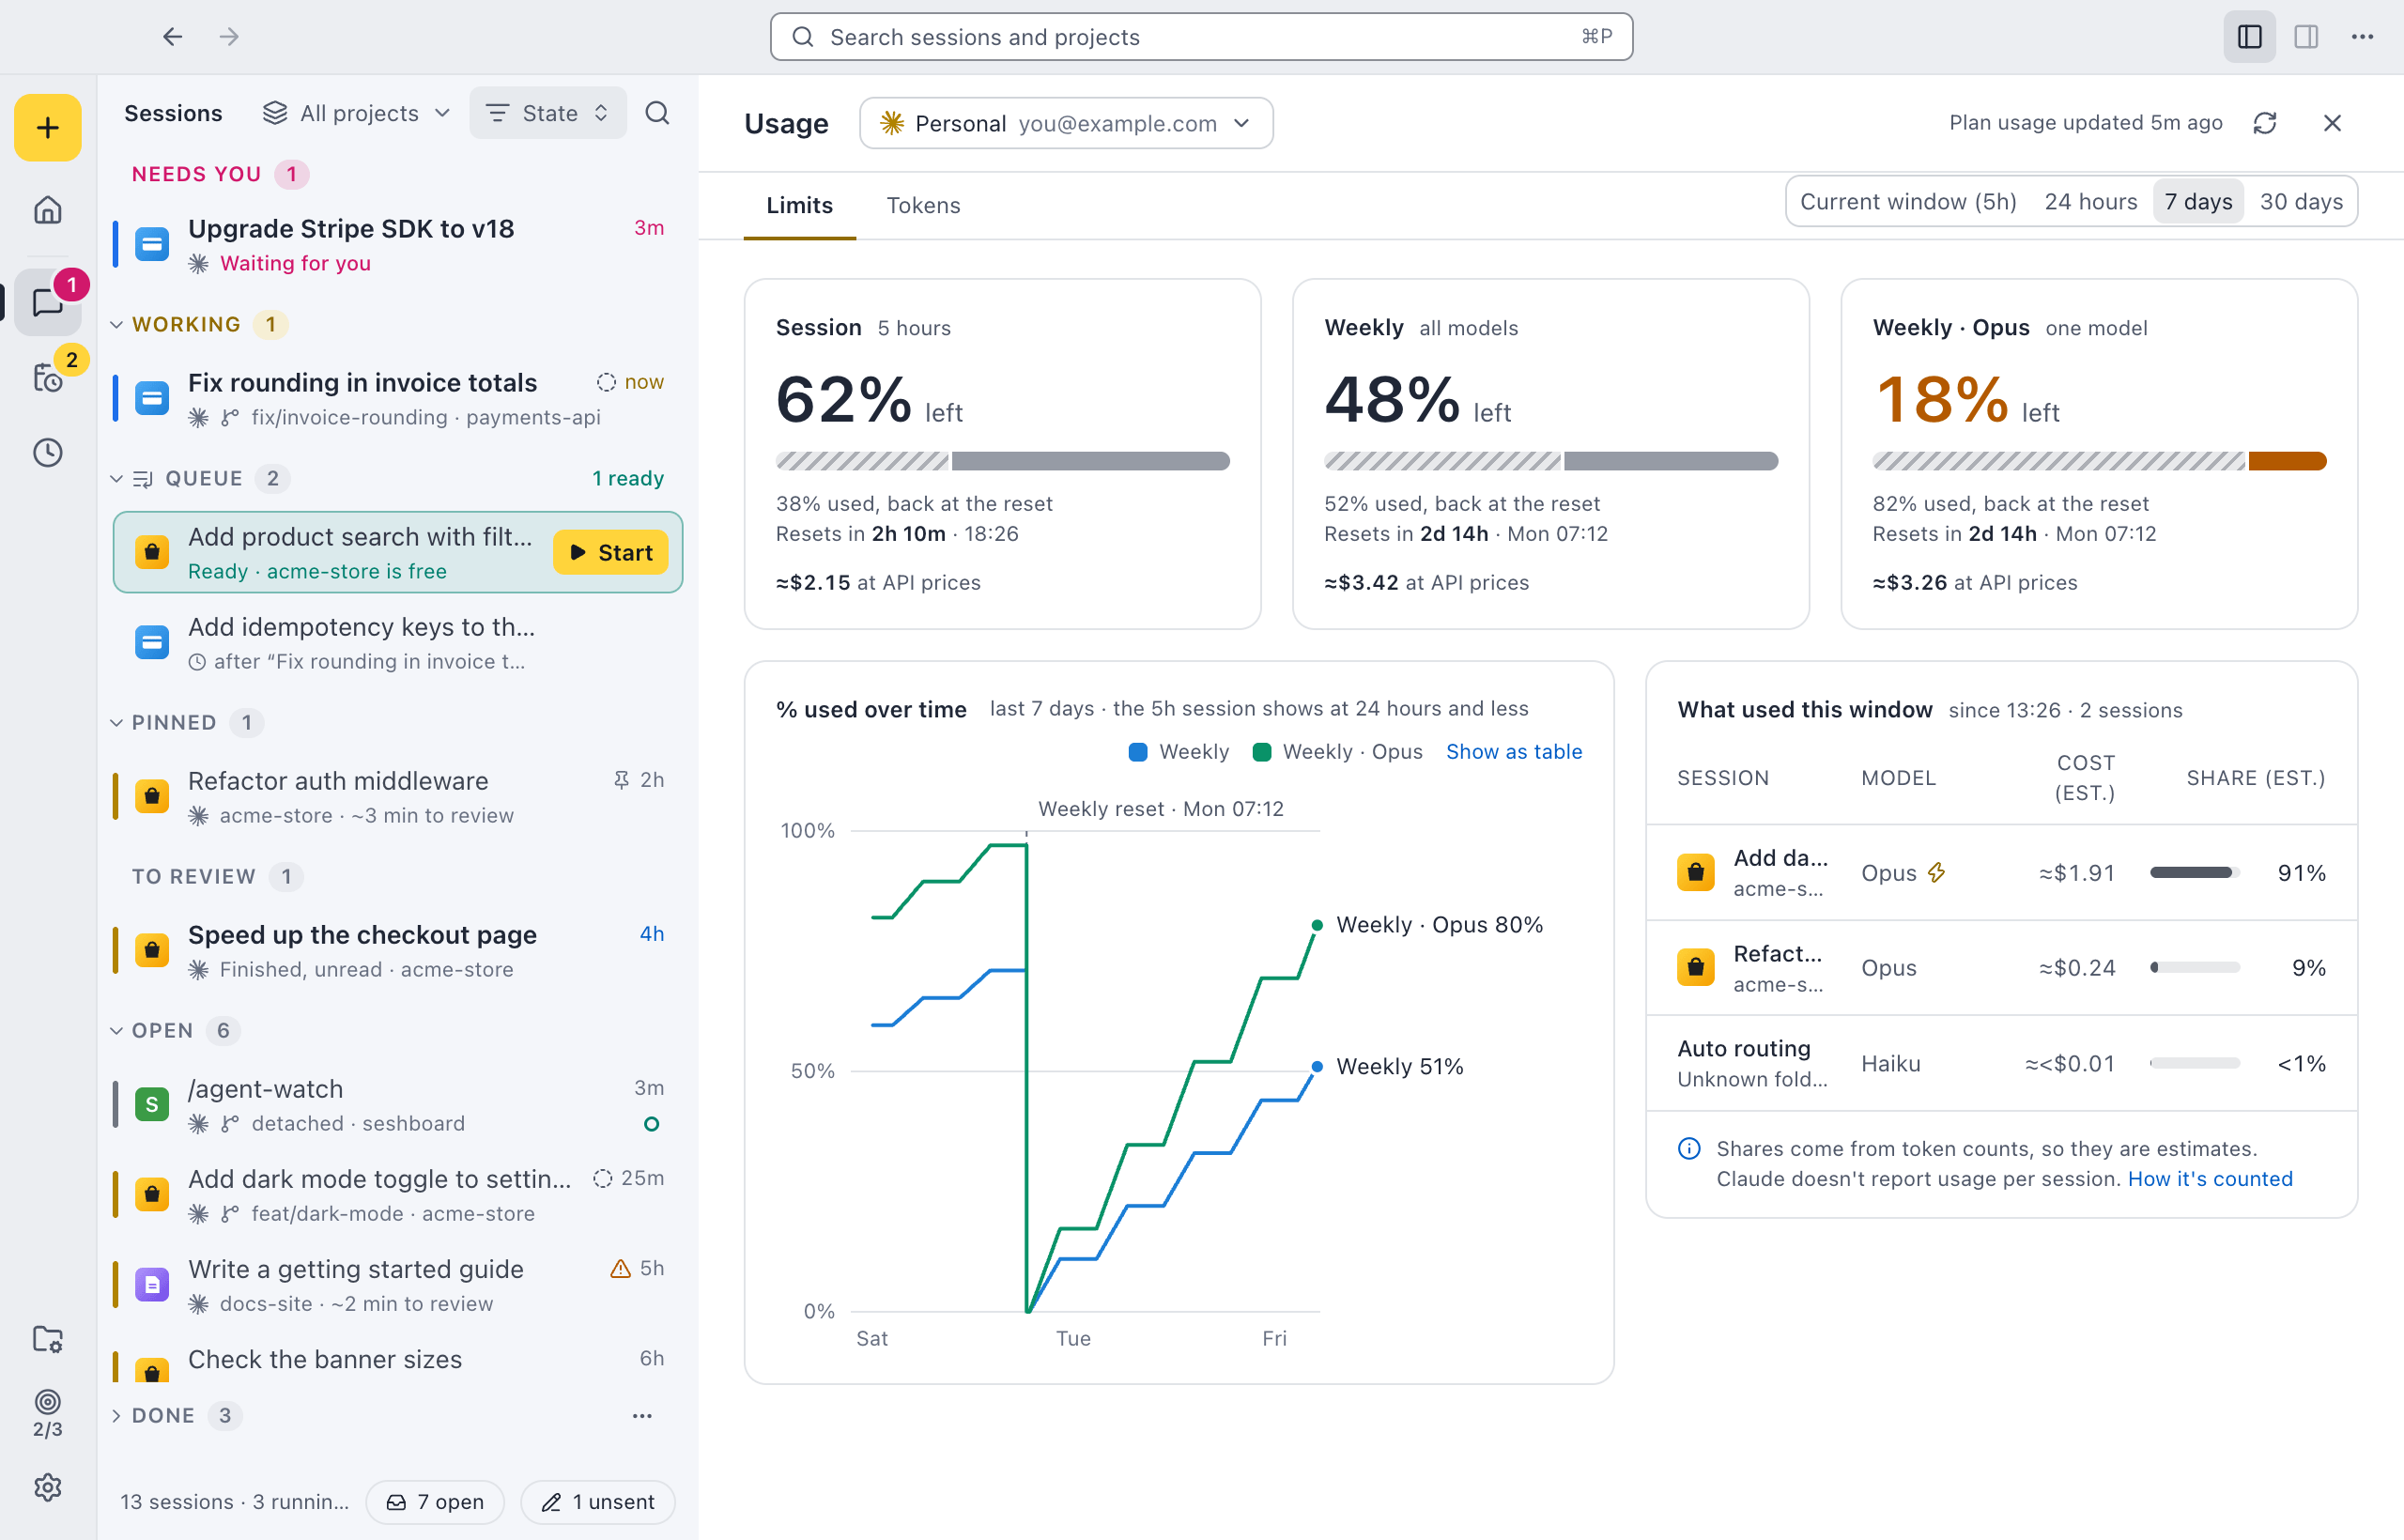 Search sessions and projects ⌘P
Sessions All projects State
NEEDS YOU 1
Upgrade Stripe SDK to v18 3m
Waiting for you
WORKING 1
Fix rounding in invoice totals now
fix/invoice-rounding · payments-api
QUEUE 2 1 ready
Add product search with filt...
Ready · acme-store is free
Start
Add idempotency keys to th...
after “Fix rounding in invoice t...
PINNED 1
Refactor auth middleware 2h
acme-store · ~3 min to review
TO REVIEW 1
Speed up the checkout page 4h
Finished, unread · acme-store
OPEN 6
S
/agent-watch 3m
detached · seshboard
Add dark mode toggle to settin... 25m
feat/dark-mode · acme-store
Write a getting started guide 5h
docs-site · ~2 min to review
Check the banner sizes 6h
DONE 3
13 sessions · 3 runnin... 7 open 1 unsent
1
2
2/3
Usage Personal you@example.com Plan usage updated 5m ago
Limits Tokens
Current window (5h) 24 hours 7 days 30 days
Session 5 hours
62% left
38% used, back at the reset
Resets in 2h 10m · 18:26
≈$2.15 at API prices
Weekly all models
48% left
52% used, back at the reset
Resets in 2d 14h · Mon 07:12
≈$3.42 at API prices
Weekly · Opus one model
18% left
82% used, back at the reset
Resets in 2d 14h · Mon 07:12
≈$3.26 at API prices
% used over time last 7 days · the 5h session shows at 24 hours and less
Weekly Weekly · Opus Show as table
Weekly reset · Mon 07:12
100%
50%
0%
Weekly · Opus 80%
Weekly 51%
Sat Tue Fri
What used this window since 13:26 · 2 sessions
SESSION MODEL COST (EST.) SHARE (EST.)
Add da... Opus ≈$1.91 91%
acme-s...
Refact... Opus ≈$0.24 9%
acme-s...
Auto routing Haiku ≈<$0.01 <1%
Unknown fold...
Shares come from token counts, so they are estimates.
Claude doesn't report usage per session. How it's counted